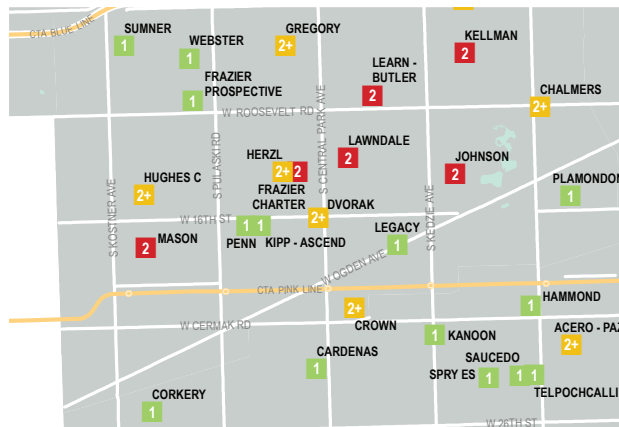 CTA BLUE LINE
SUMNER
1
WEBSTER
1
GREGORY
2+
KELLMAN
2
FRAZIER
PROSPECTIVE
1
LEARN -
BUTLER
2
CHALMERS
2+
W ROOSEVELT RD
S KOSTNER AVE
S PULASKI RD
S CENTRAL PARK AVE
S KEDZIE AVE
HUGHES C
2+
HERZL
2+
2
FRAZIER
CHARTER
LAWNDALE
2
JOHNSON
2
PLAMONDON
1
W 16TH ST
MASON
2
1
1
PENN
KIPP - ASCEND
DVORAK
2+
LEGACY
1
W OGDEN AVE
CTA PINK LINE
HAMMOND
1
W CERMAK RD
2+
CROWN
1
KANOON
ACERO - PAZ
2+
CARDENAS
1
SAUCEDO
SPRY ES
1
1
1
TELPOCHCALLI
CORKERY
1
W 26TH ST